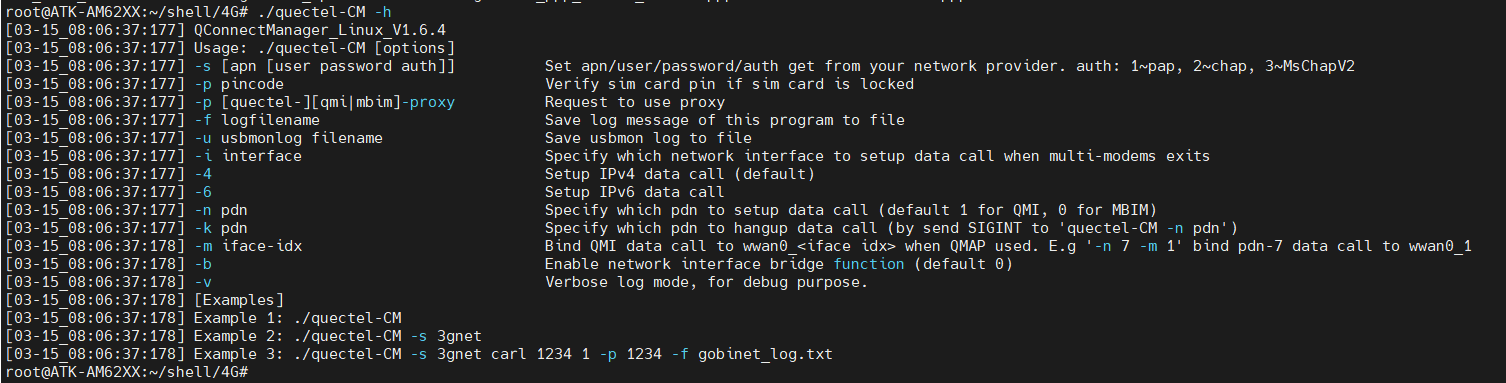 root@ATK-AM62XX:~/shell/4G# ./quectel-CM -h
[03-15_08:06:37:177] QConnectManager_Linux_V1.6.4
[03-15_08:06:37:177] Usage: ./quectel-CM [options]
[03-15_08:06:37:177] -s [apn [user password auth]]          Set apn/user/password/auth get from your network provider. auth: 1~pap, 2~chap, 3~MsChapV2
[03-15_08:06:37:177] -p pincode                             Verify sim card pin if sim card is locked
[03-15_08:06:37:177] -p [quectel-][qmi|mbim]-proxy          Request to use proxy
[03-15_08:06:37:177] -f logfilename                         Save log message of this program to file
[03-15_08:06:37:177] -u usbmonlog filename                  Save usbmon log to file
[03-15_08:06:37:177] -i interface                           Specify which network interface to setup data call when multi-modems exits
[03-15_08:06:37:177] -4                                     Setup IPv4 data call (default)
[03-15_08:06:37:177] -6                                     Setup IPv6 data call
[03-15_08:06:37:177] -n pdn                                 Specify which pdn to setup data call (default 1 for QMI, 0 for MBIM)
[03-15_08:06:37:177] -k pdn                                 Specify which pdn to hangup data call (by send SIGINT to 'quectel-CM -n pdn')
[03-15_08:06:37:178] -m iface-idx                           Bind QMI data call to wwan0_<iface idx> when QMAP used. E.g '-n 7 -m 1' bind pdn-7 data call to wwan0_1
[03-15_08:06:37:178] -b                                     Enable network interface bridge function (default 0)
[03-15_08:06:37:178] -v                                     Verbose log mode, for debug purpose.
[03-15_08:06:37:178] [Examples]
[03-15_08:06:37:178] Example 1: ./quectel-CM
[03-15_08:06:37:178] Example 2: ./quectel-CM -s 3gnet
[03-15_08:06:37:178] Example 3: ./quectel-CM -s 3gnet carl 1234 1 -p 1234 -f gobinet_log.txt
root@ATK-AM62XX:~/shell/4G#